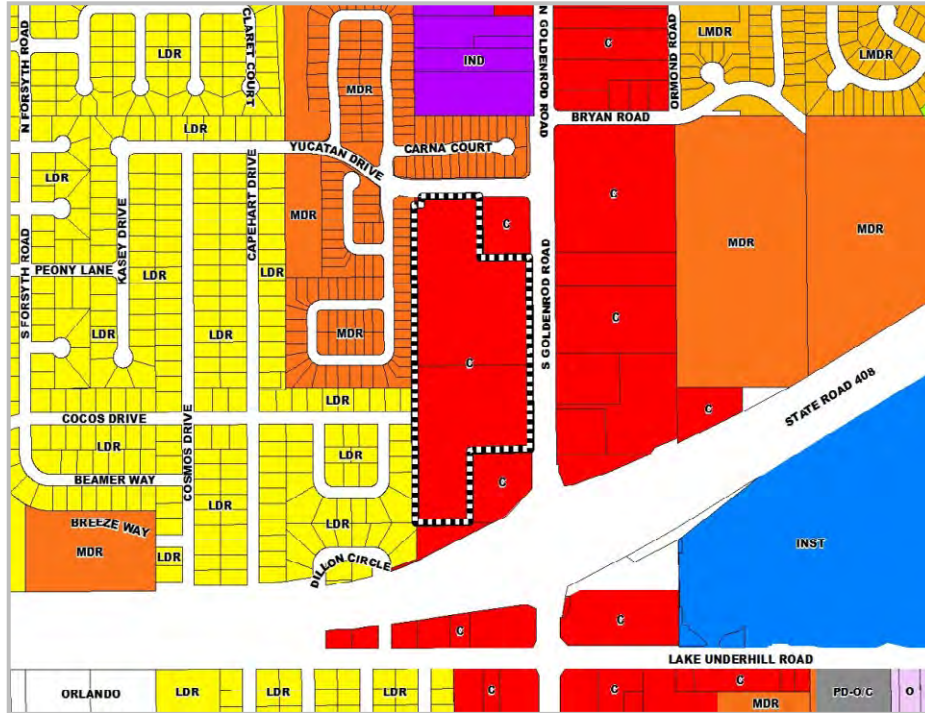 N FORSYTH ROAD
CLARET COURT
N GOLDENROD ROAD
ORMOND ROAD
LDR
C
LMDR
LMDR
IND
MDR
BRYAN ROAD
LDR
YUCATAN DRIVE
CARNA COURT
LDR
CAPEHART DRIVE
C
C
MDR
KASEY DRIVE
MDR
MDR
S FORSYTH ROAD
PEONY LANE
LDR
LDR
S GOLDENROD ROAD
LDR
LDR
MDR
C
C
STATE ROAD 408
LDR
C
COCOS DRIVE
COSMOS DRIVE
LDR
LDR
BEAMER WAY
C
LDR
LDR
BREEZE WAY
INST
MDR
LDR
DILLON CIRCLE
C
C
LAKE UNDERHILL ROAD
ORLANDO
LDR
LDR
LDR
LDR
C
C
C
MDR
PD-O/C
O